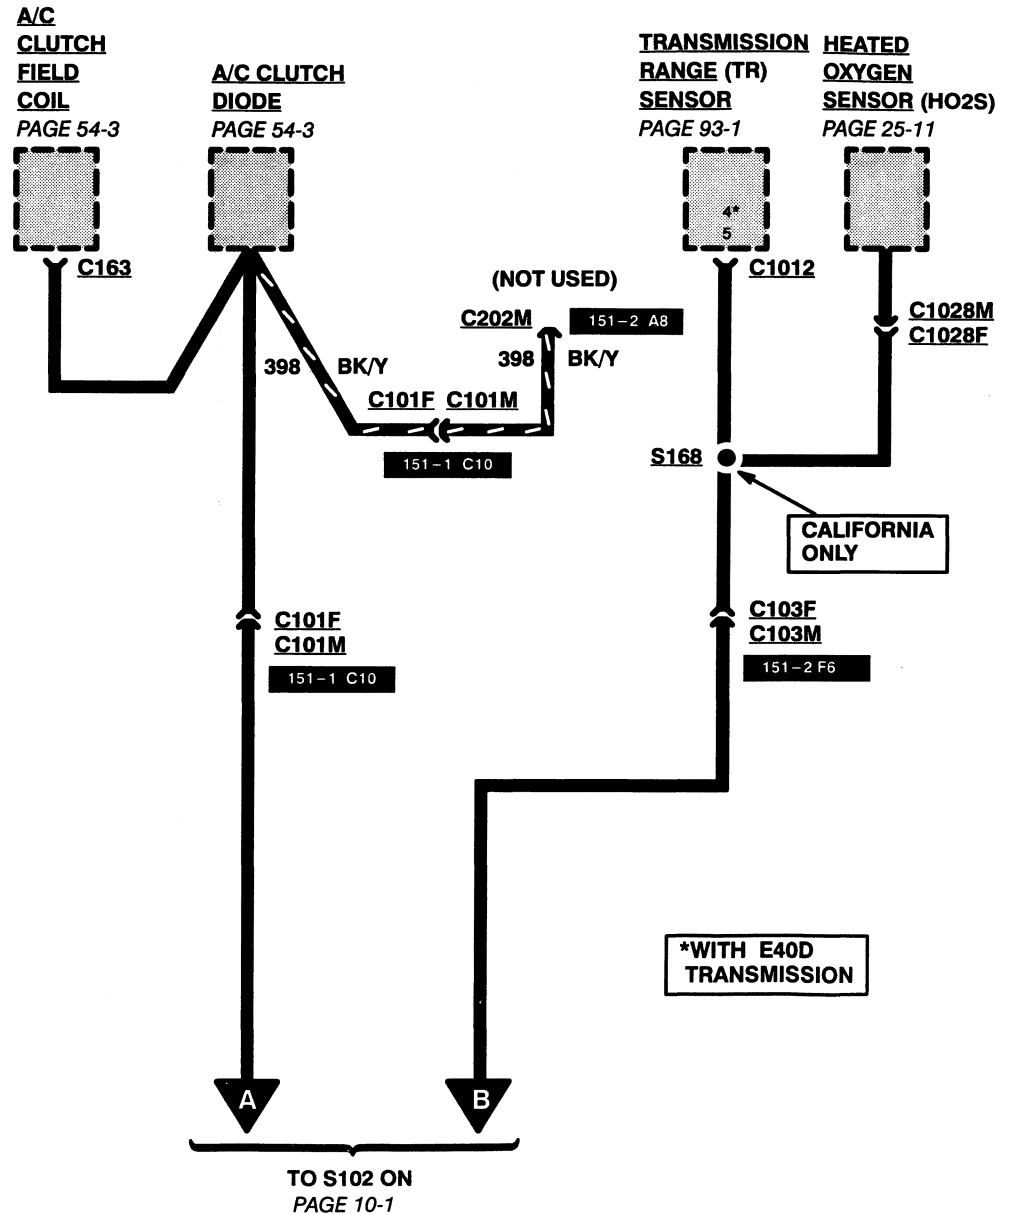 A/C
CLUTCH
FIELD
COIL
PAGE 54-3
A/C CLUTCH
DIODE
PAGE 54-3
TRANSMISSION
RANGE (TR)
SENSOR
PAGE 93-1
HEATED
OXYGEN
SENSOR (HO2S)
PAGE 25-11
4*
5
C163
C1012
(NOT USED)
C202M
151-2 A8
398
BK/Y
398
BK/Y
C101F
C101M
151-1 C10
C1028M
C1028F
S168
CALIFORNIA
ONLY
C101F
C101M
151-1 C10
C103F
C103M
151-2 F6
*WITH E40D
TRANSMISSION
A
B
TO S102 ON
PAGE 10-1